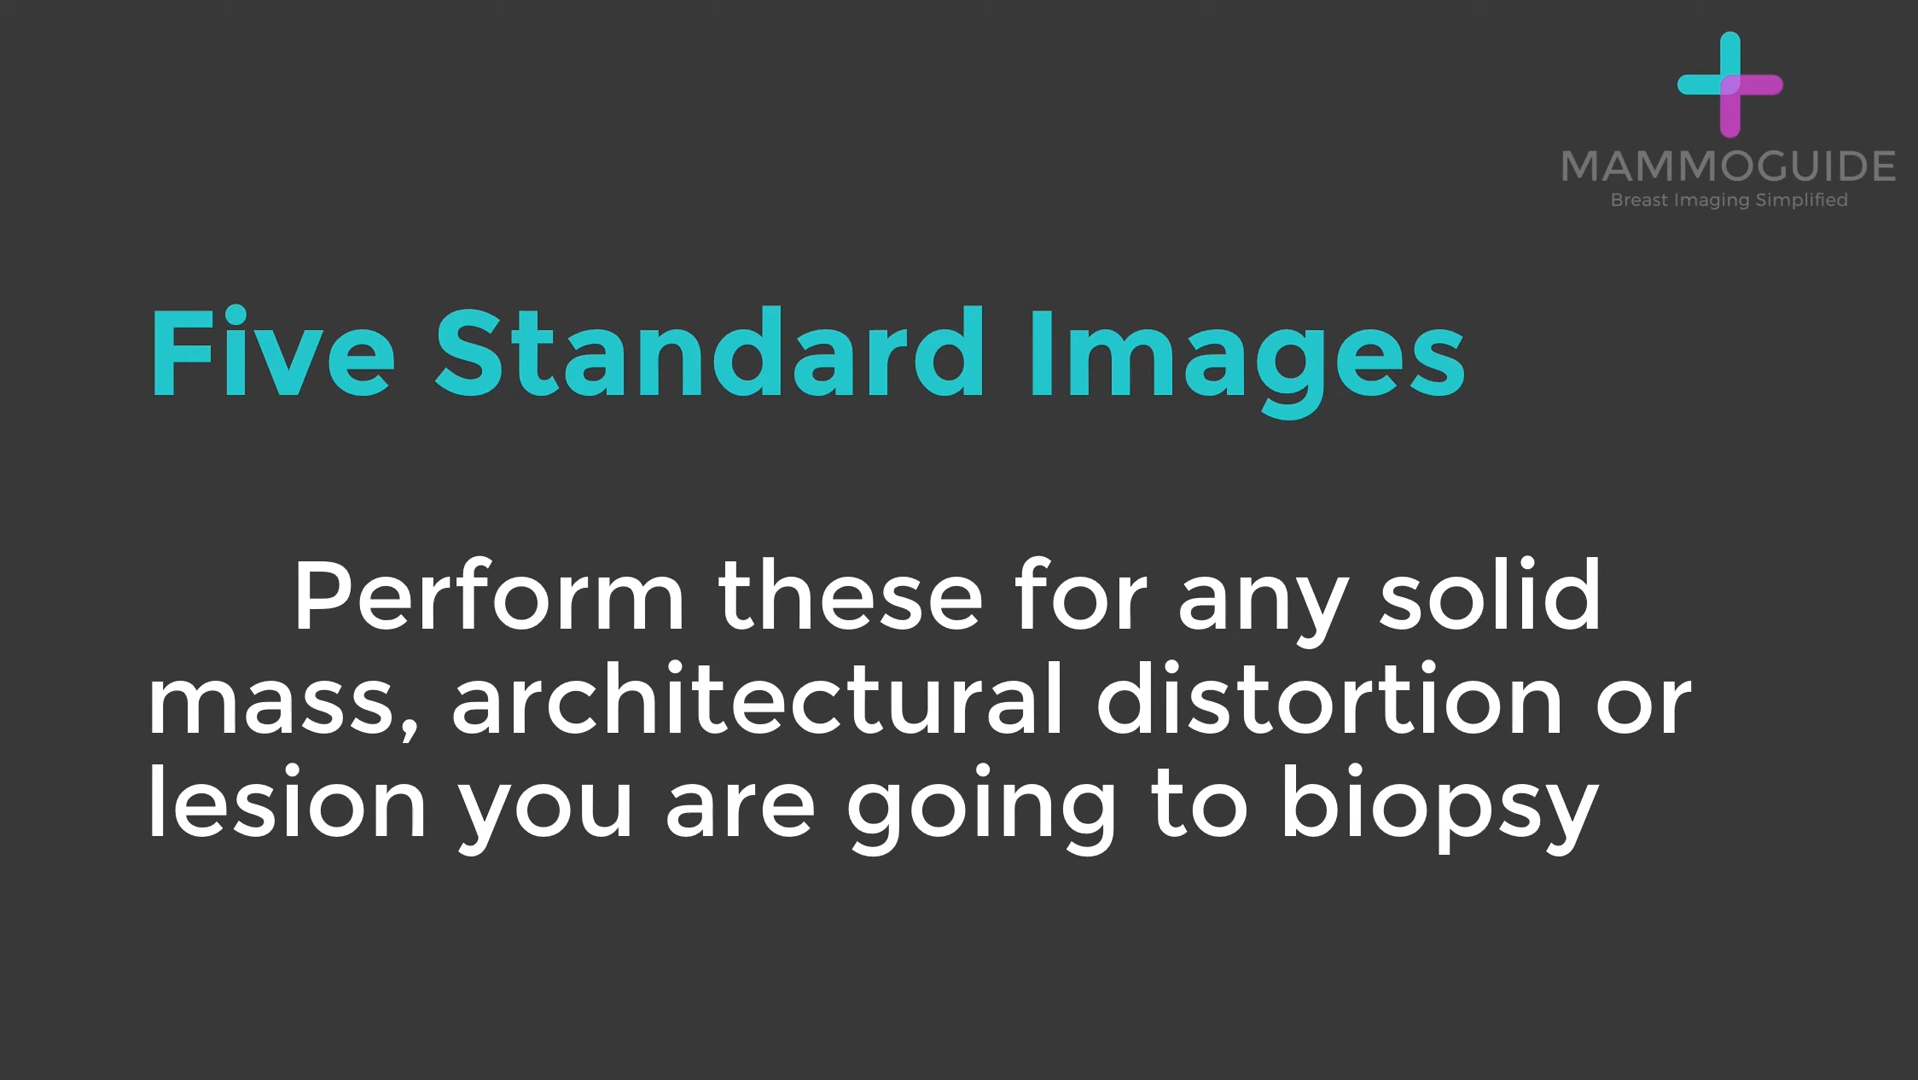 MAMMOGUIDE
Breast Imaging Simplified
Five Standard Images
Perform these for any solid
mass, architectural distortion or
lesion you are going to biopsy